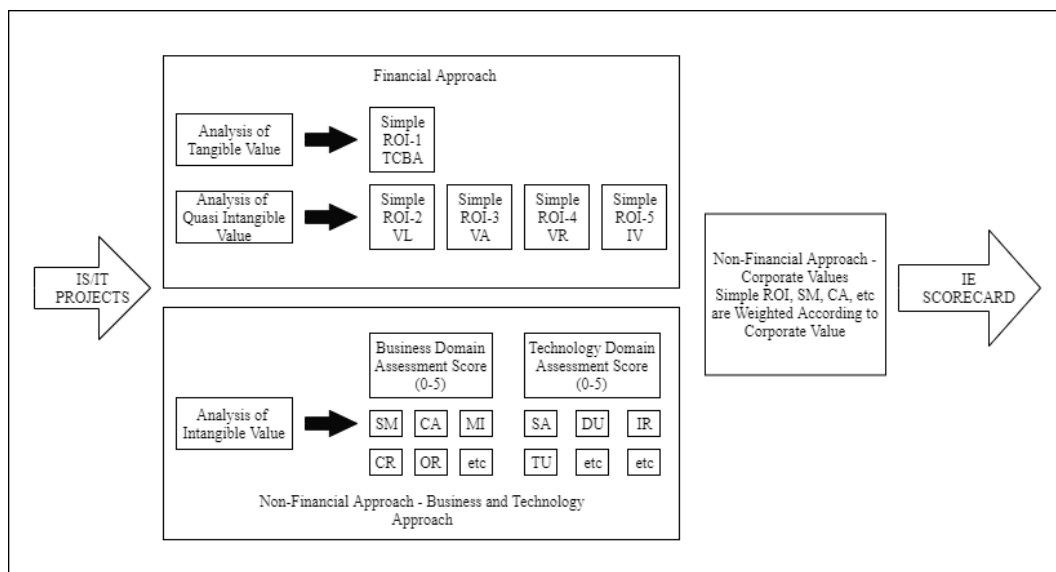 IS/IT
PROJECTS
Financial Approach
Analysis of
Tangible Value
Simple
ROI-1
TCBA
Analysis of
Quasi Intangible
Value
Simple
ROI-2
VL
Simple
ROI-3
VA
Simple
ROI-4
VR
Simple
ROI-5
IV
Business Domain
Assessment Score
(0-5)
Technology Domain
Assessment Score
(0-5)
Analysis of
Intangible Value
SM
CA
MI
CR
OR
etc
SA
DU
IR
TU
etc
etc
Non-Financial Approach - Business and Technology
Approach
Non-Financial Approach -
Corporate Values
Simple ROI, SM, CA, etc
are Weighted According to
Corporate Value
IE
SCORECARD